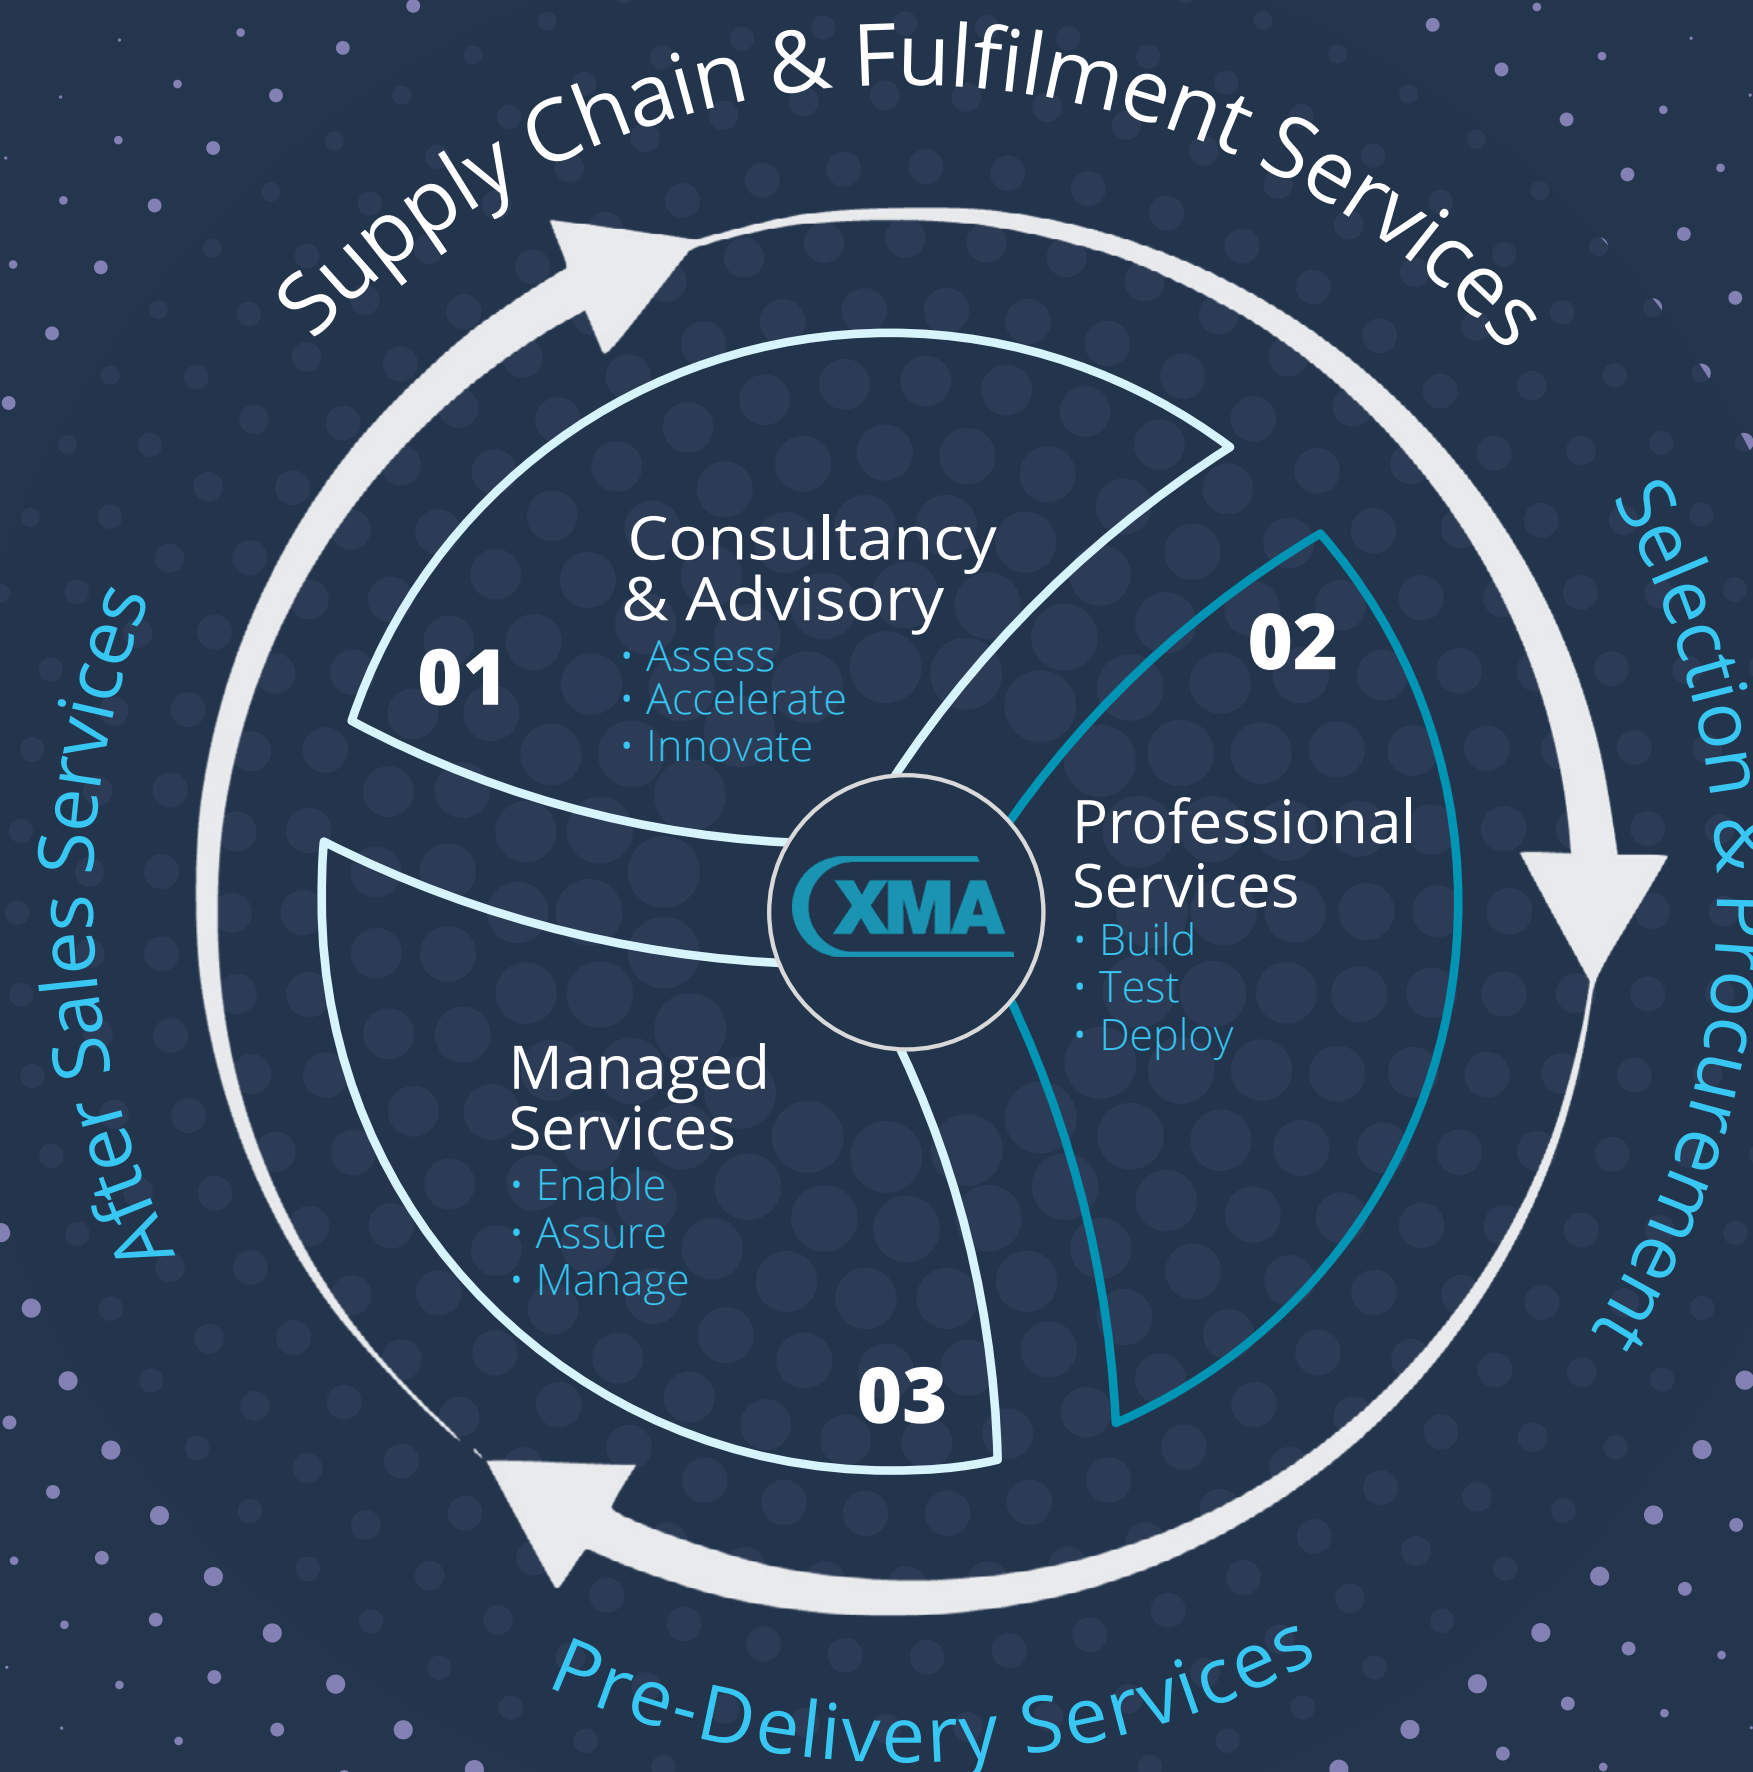 Supply Chain & Fulfilment Services
Consultancy
& Advisory
01
• Assess
• Accelerate
• Innovate
02
Professional
Services
• Build
• Test
• Deploy
XMA
Managed
Services
• Enable
• Assure
• Manage
03
Selection & Procurement
Pre-Delivery Services
After Sales Services